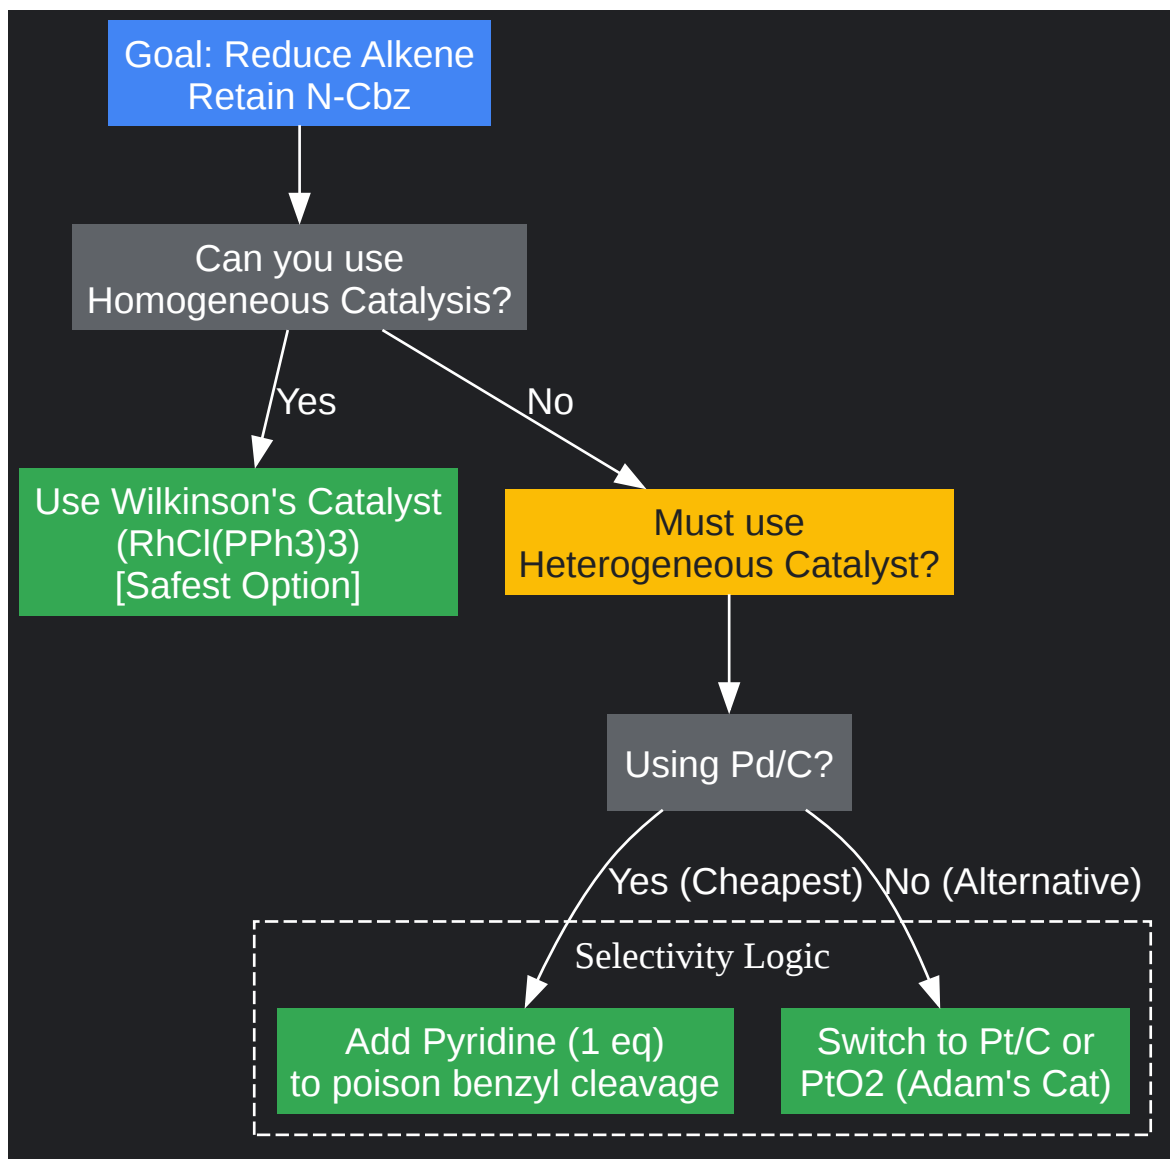 Goal: Reduce Alkene
Retain N-Cbz
Can you use
Homogeneous Catalysis?
Yes
No
Use Wilkinson's Catalyst
(RhCl(PPh3)3)
[Safest Option]
Must use
Heterogeneous Catalyst?
Using Pd/C?
Yes (Cheapest)
No (Alternative)
Selectivity Logic
Add Pyridine (1 eq)
to poison benzyl cleavage
Switch to Pt/C or
PtO2 (Adam's Cat)